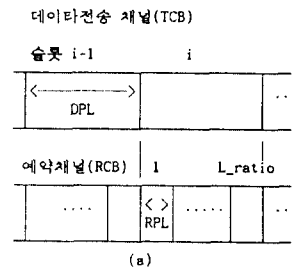 데이타전송 채널(TCB)
슬롯 i-1 i
<----------> ..
DPL
예약채널(RCB) 1 L_ratio
.... < > ..... ..
RPL
(a)